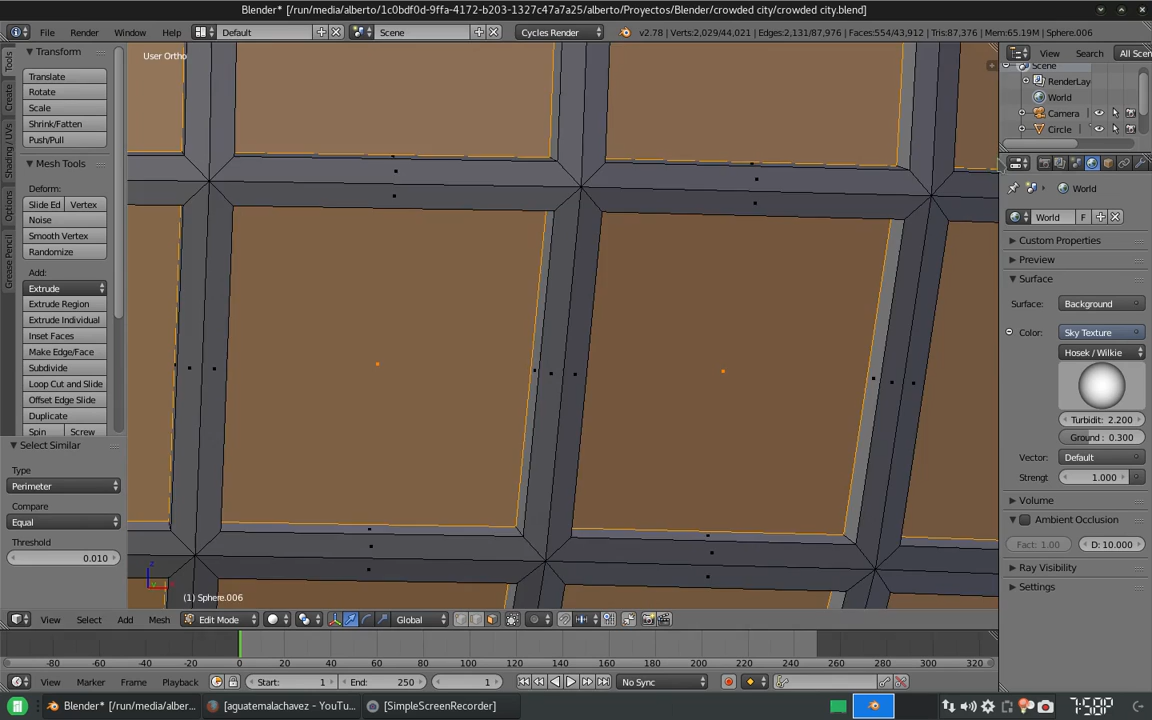 Blender* [/run/media/alberto/1c0bdf0d-9ffa-4172-b203-1327c47a7a25/alberto/Proyectos/Blender/crowded city/crowded city.blend]
File Render Window Help Default Scene Cycles Render v2.78 | Verts:2,029/44,021 | Edges:2,131/87,976 | Faces:554/43,912 | Tris:87,376 | Mem:65.19M | Sphere.006
Tools
Create
Shading / UVs
Options
Grease Pencil
Transform
Translate
Rotate
Scale
Shrink/Fatten
Push/Pull
Mesh Tools
Deform:
Slide Ed Vertex
Noise
Smooth Vertex
Randomize
Add:
Extrude
Extrude Region
Extrude Individual
Inset Faces
Make Edge/Face
Subdivide
Loop Cut and Slide
Offset Edge Slide
Duplicate
Spin Screw
Select Similar
Type
Perimeter
Compare
Equal
Threshold
0.010
User Ortho
z
(1) Sphere.006
View Search All Scen
Scene
RenderLay
World
Camera
Circle
World
World F
Custom Properties
Preview
Surface
Surface: Background
Color: Sky Texture
Hosek / Wilkie
Turbidit: 2.200
Ground : 0.300
Vector: Default
Strengt 1.000
Volume
Ambient Occlusion
Fact: 1.00 D: 10.000
Ray Visibility
Settings
View Select Add Mesh Edit Mode Global
-80 -60 -40 -20 0 20 40 60 80 100 120 140 160 180 200 220 240 260 280 300 320
View Marker Frame Playback Start: 1 End: 250 1 No Sync
Blender* [/run/media/alber... [aguatemalachavez - YouTu... [SimpleScreenRecorder] 7:58P